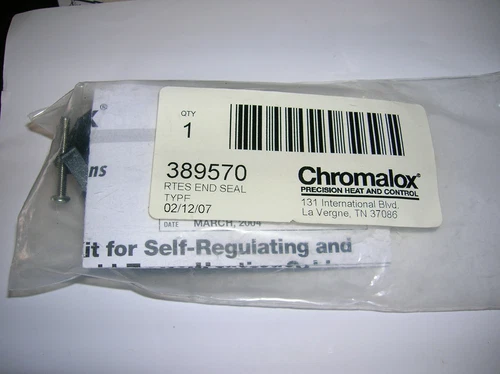 QTY
1
389570
RTES END SEAL
TYPE
02/12/07
Chromalox®
PRECISION HEAT AND CONTROL
131 International Blvd.
La Vergne, TN 37086
x®
ns
DATE MARCH, 2004
it for Self-Regulating and